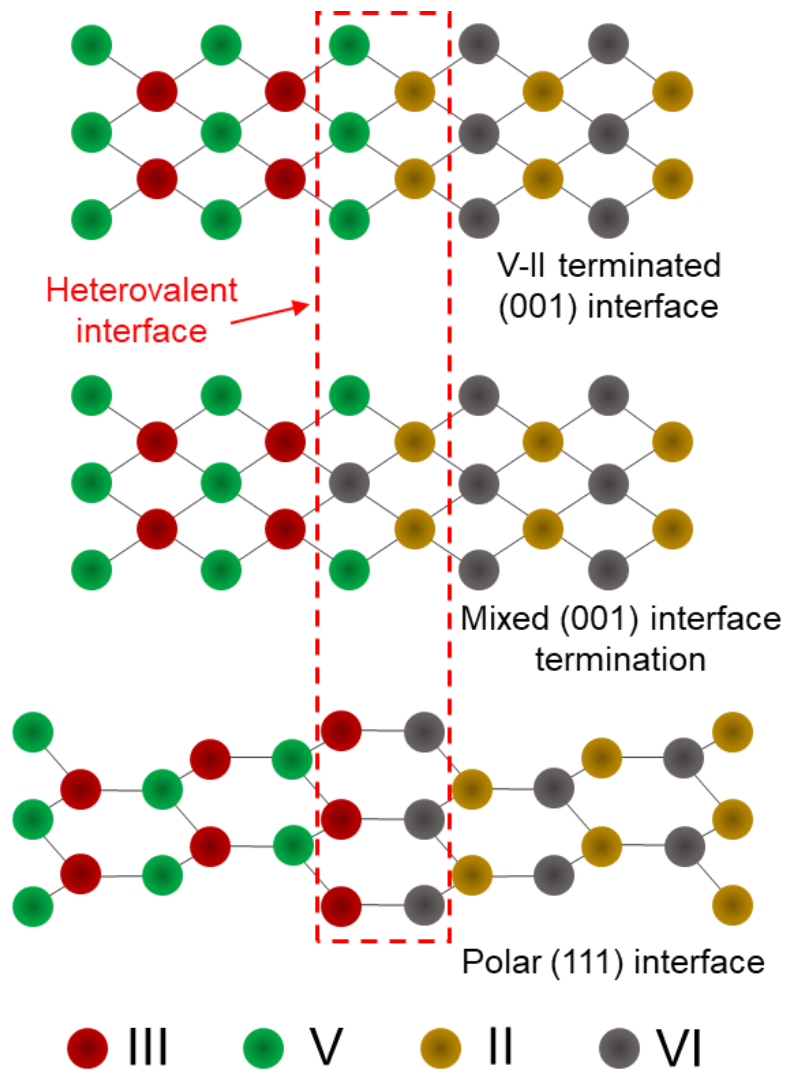 V-II terminated
(001) interface
Heterovalent
interface
Mixed (001) interface
termination
Polar (111) interface
III V II VI